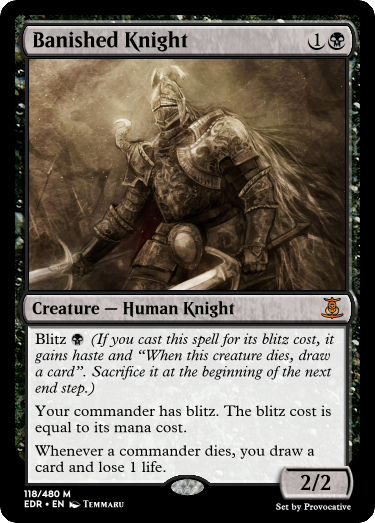 Banished Knight 1
Creature — Human Knight
Blitz (If you cast this spell for its blitz cost, it
gains haste and “When this creature dies, draw
a card”. Sacrifice it at the beginning of the next
end step.)
Your commander has blitz. The blitz cost is
equal to its mana cost.
Whenever a commander dies, you draw a
card and lose 1 life.
2/2
118/480 M
EDR • EN TEMMARU
Set by Provocative